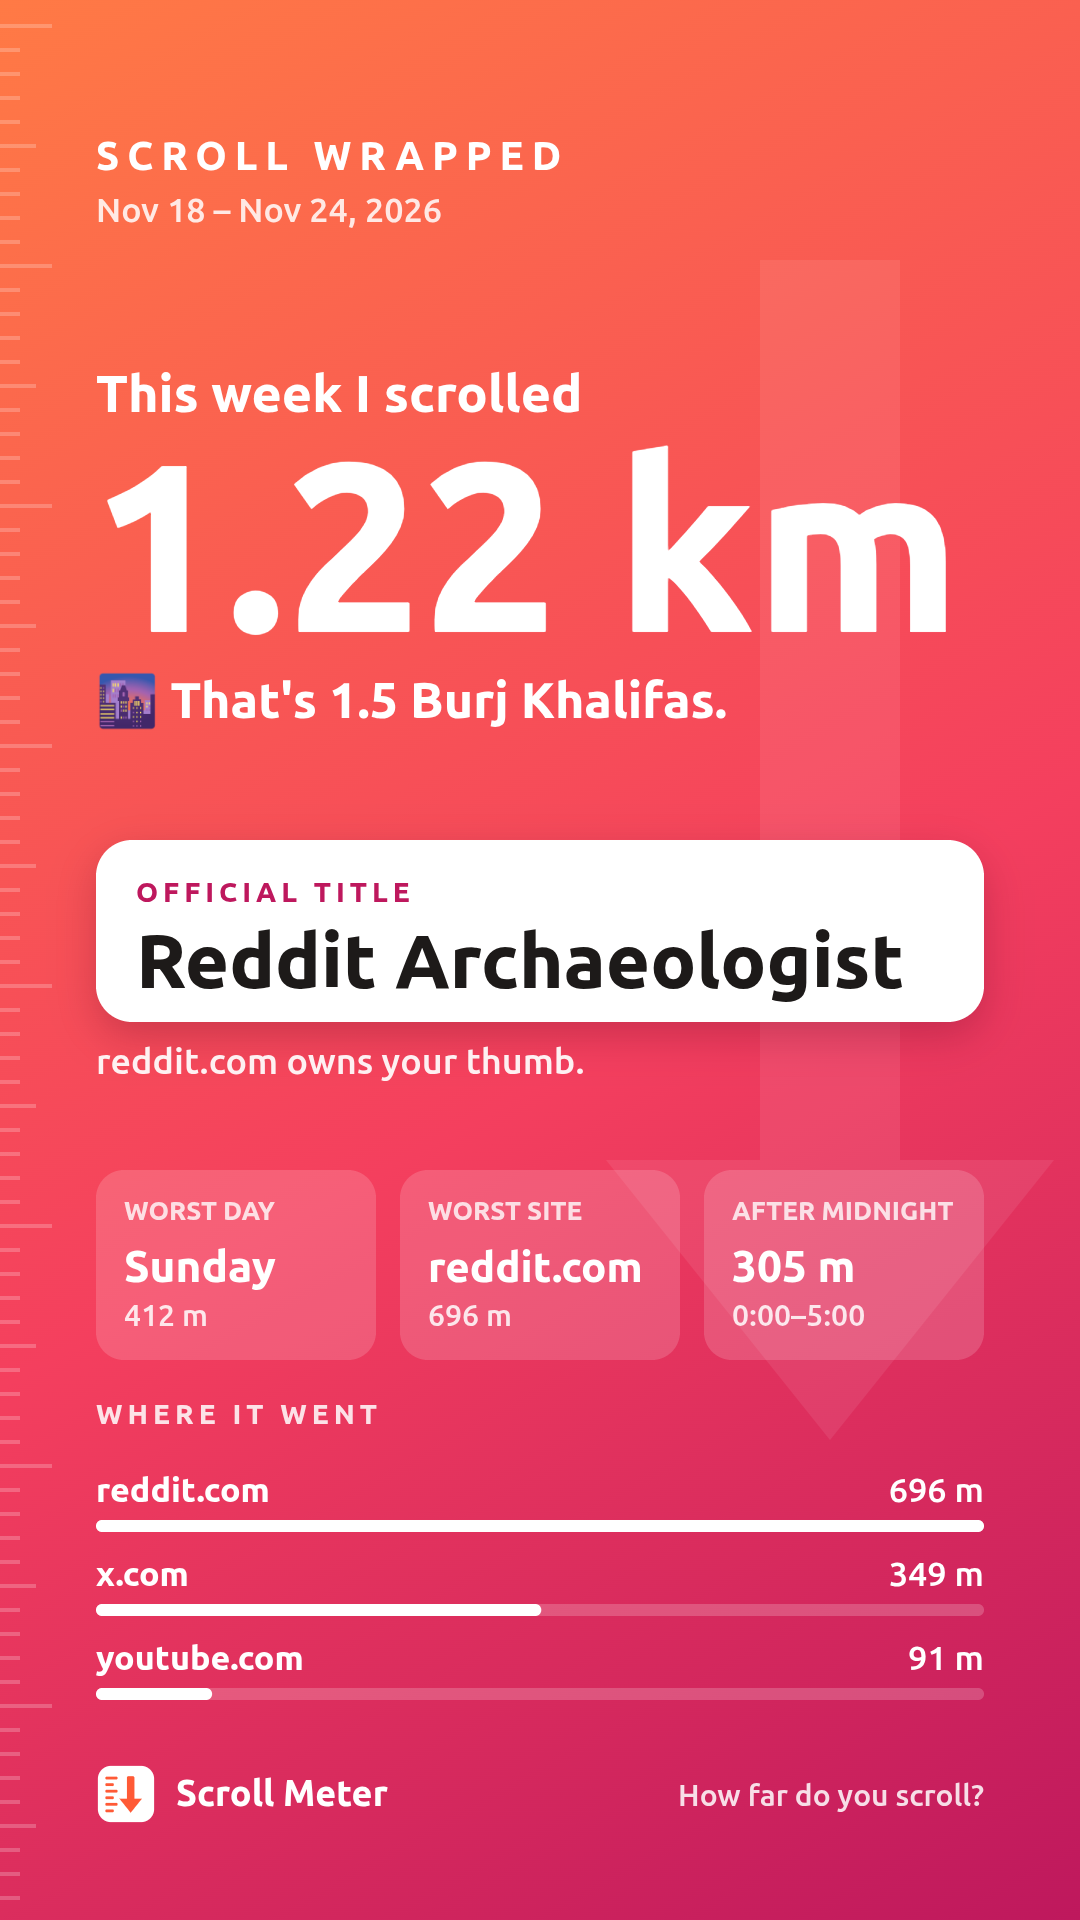 SCROLL WRAPPED
Nov 18 – Nov 24, 2026
This week I scrolled
1.22 km
That's 1.5 Burj Khalifas.
OFFICIAL TITLE
Reddit Archaeologist
reddit.com owns your thumb.
WORST DAY
Sunday
412 m
WORST SITE
reddit.com
696 m
AFTER MIDNIGHT
305 m
0:00–5:00
WHERE IT WENT
reddit.com 696 m
x.com 349 m
youtube.com 91 m
Scroll Meter How far do you scroll?